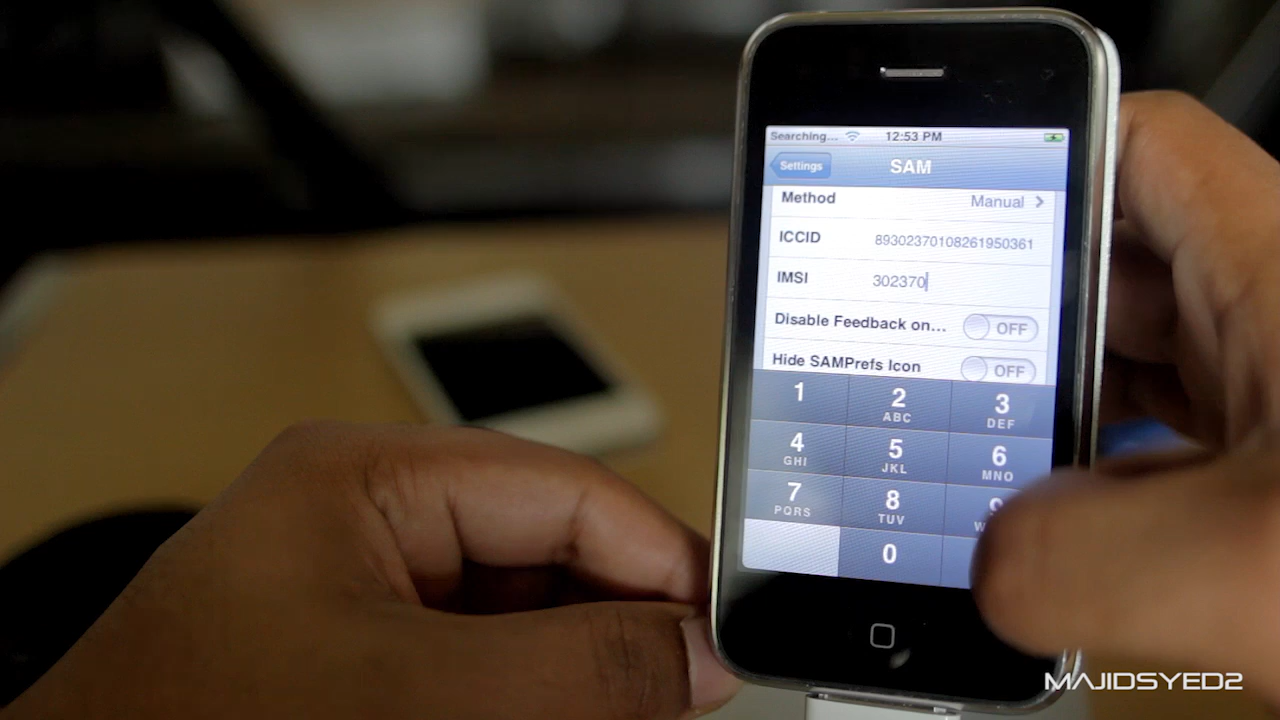 Searching... 12:53 PM
Settings SAM
Method Manual
ICCID 89302370108261950361
IMSI 302370
Disable Feedback on... OFF
Hide SAMPrefs Icon OFF
1 2 3
ABC DEF
4 5 6
GHI JKL MNO
7 8 9
PQRS TUV
0
MAJIDSYED2